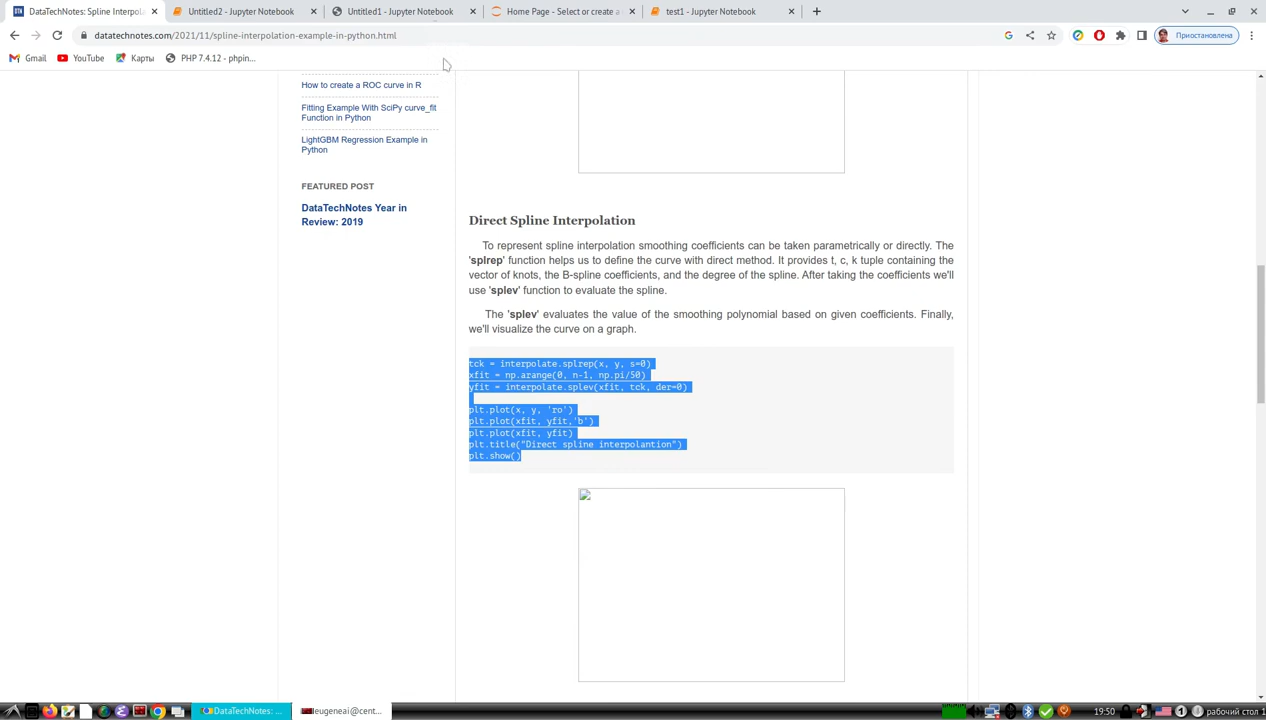 DataTechNotes: Spline Interpola
Untitled2 - Jupyter Notebook
Untitled1 - Jupyter Notebook
Home Page - Select or create a
test1 - Jupyter Notebook
datatechnotes.com/2021/11/spline-interpolation-example-in-python.html
Приостановлена
Gmail
YouTube
Карты
PHP 7.4.12 - phpin...
How to create a ROC curve in R
Fitting Example With SciPy curve_fit
Function in Python
LightGBM Regression Example in
Python
FEATURED POST
DataTechNotes Year in
Review: 2019
Direct Spline Interpolation
To represent spline interpolation smoothing coefficients can be taken parametrically or directly. The
'splrep' function helps us to define the curve with direct method. It provides t, c, k tuple containing the
vector of knots, the B-spline coefficients, and the degree of the spline. After taking the coefficients we'll
use 'splev' function to evaluate the spline.
The 'splev' evaluates the value of the smoothing polynomial based on given coefficients. Finally,
we'll visualize the curve on a graph.
tck = interpolate.splrep(x, y, s=0)
xfit = np.arange(0, n-1, np.pi/50)
yfit = interpolate.splev(xfit, tck, der=0)
plt.plot(x, y, 'ro')
plt.plot(xfit, yfit,'b')
plt.plot(xfit, yfit)
plt.title("Direct spline interpolantion")
plt.show()
DataTechNotes: ...
eugeneai@cent...
19:50
рабочий стол 1